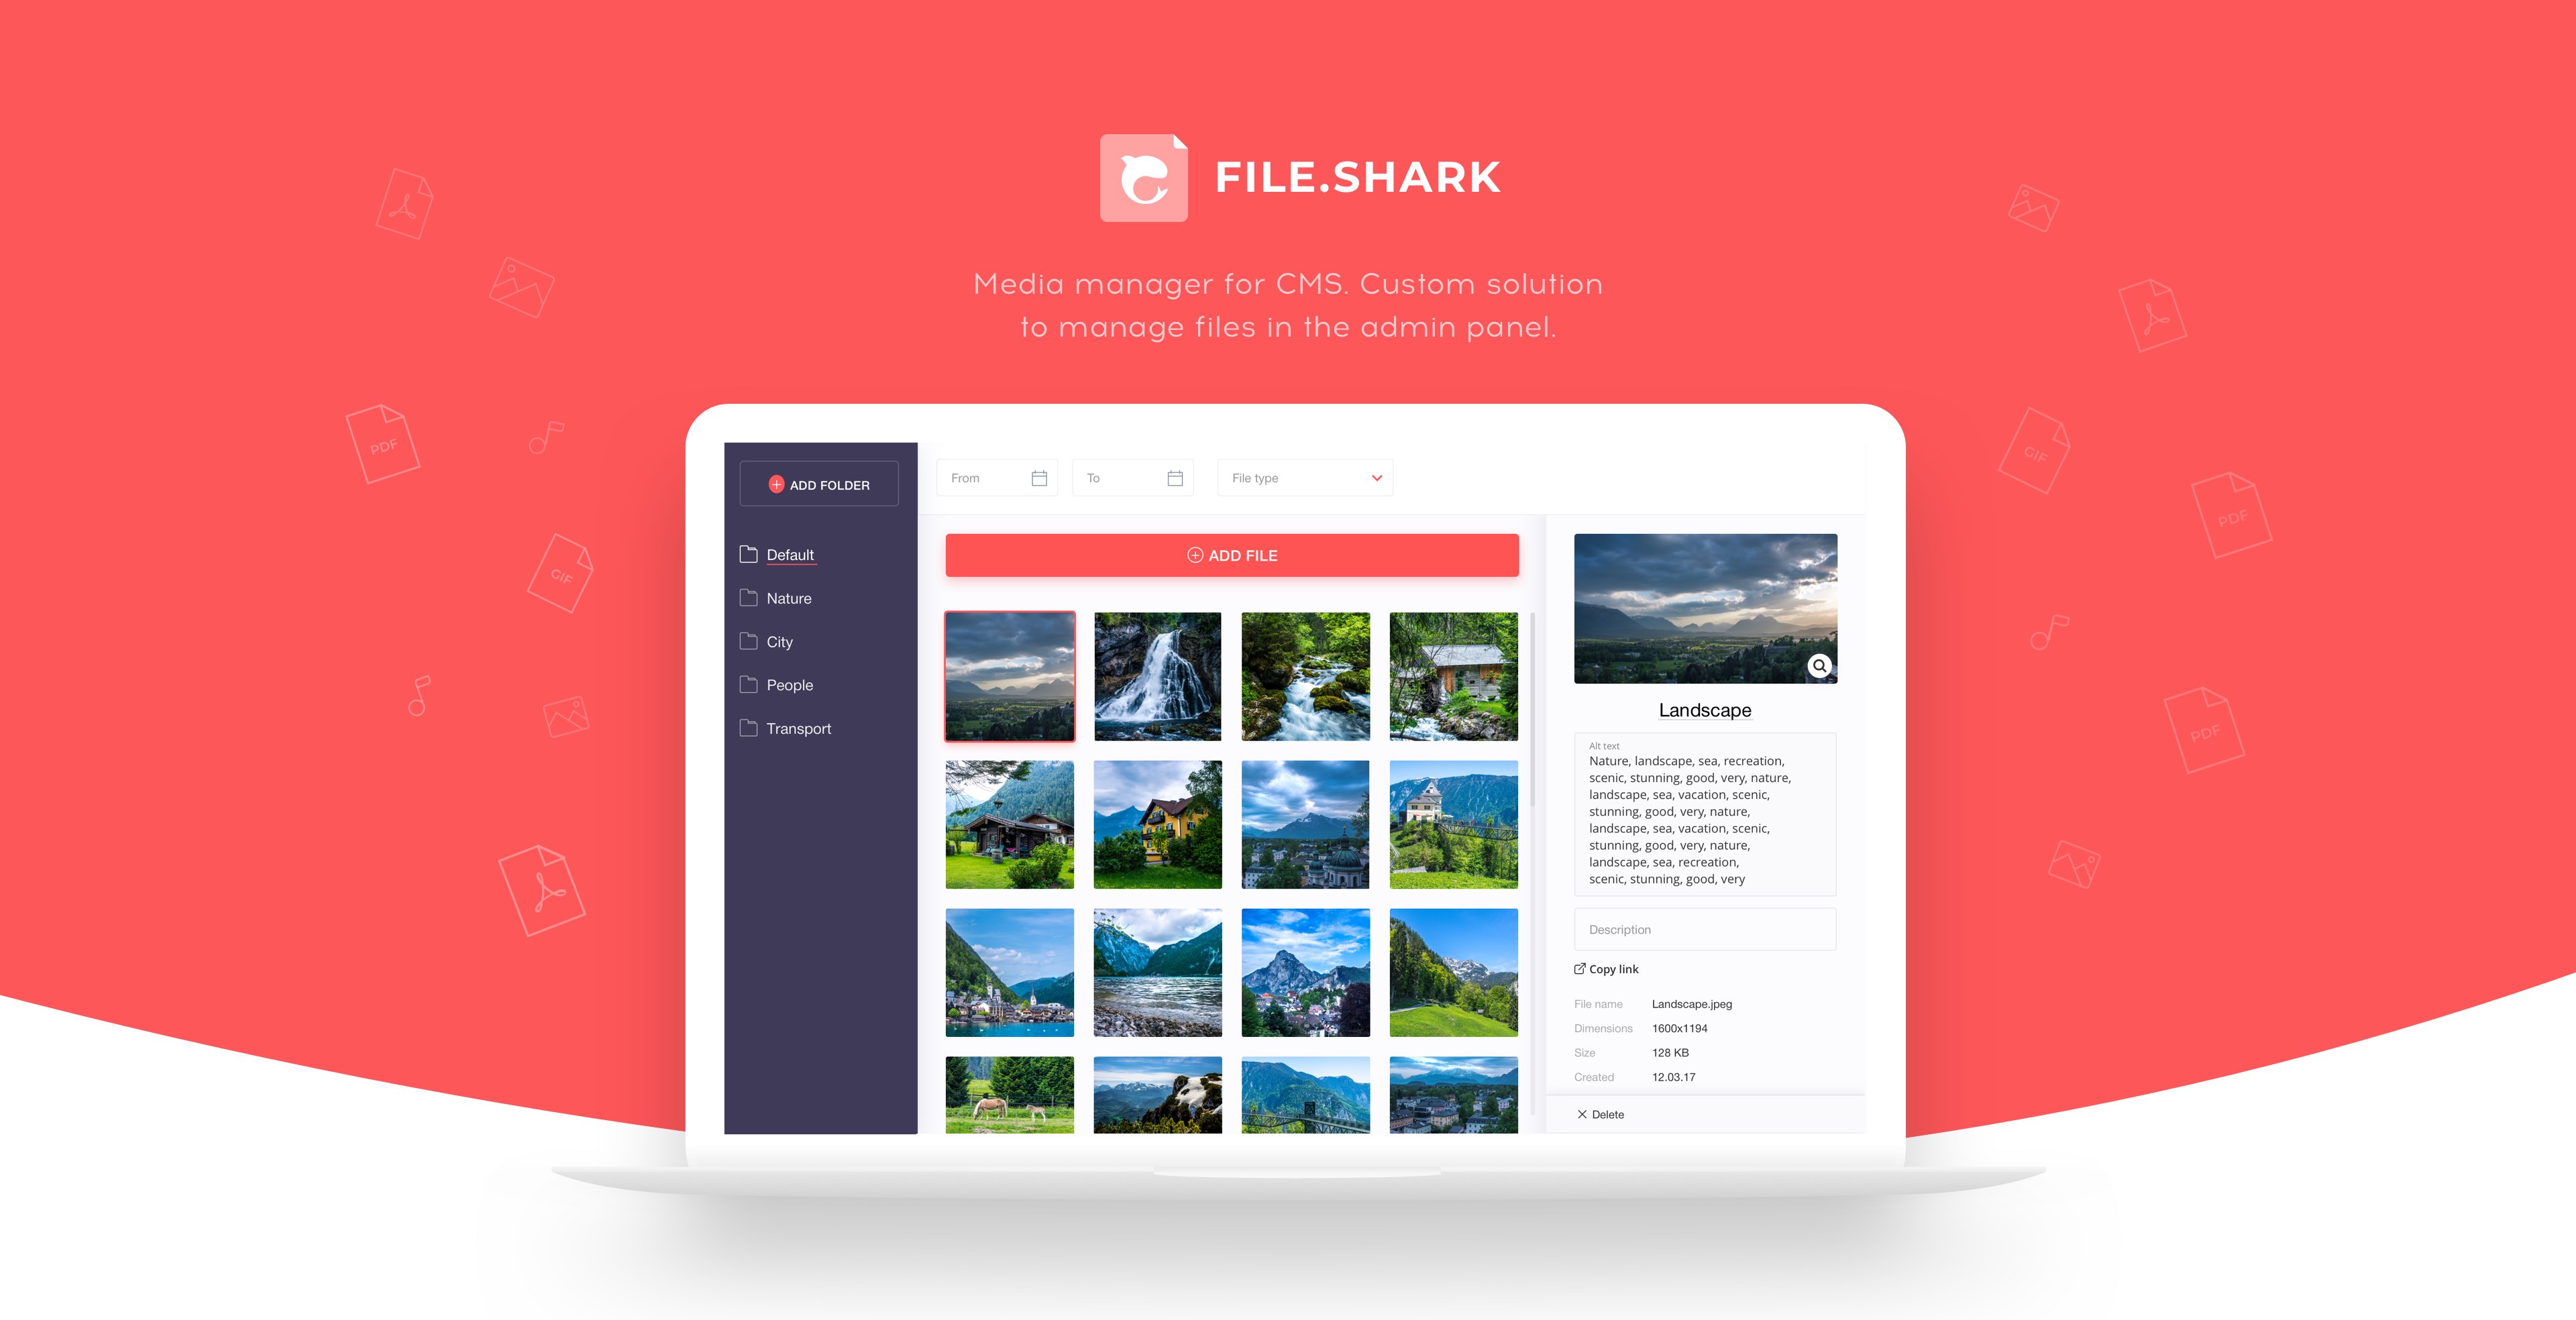 FILE.SHARK
Media manager for CMS. Custom solution
to manage files in the admin panel.
PDF
GIF
GIF
PDF
PDF
ADD FOLDER
Default
Nature
City
People
Transport
From
To
File type
ADD FILE
Landscape
Alt text
Nature, landscape, sea, recreation,
scenic, stunning, good, very, nature,
landscape, sea, vacation, scenic,
stunning, good, very, nature,
landscape, sea, vacation, scenic,
stunning, good, very, nature,
landscape, sea, recreation,
scenic, stunning, good, very
Description
Copy link
File name Landscape.jpeg
Dimensions 1600x1194
Size 128 KB
Created 12.03.17
Delete